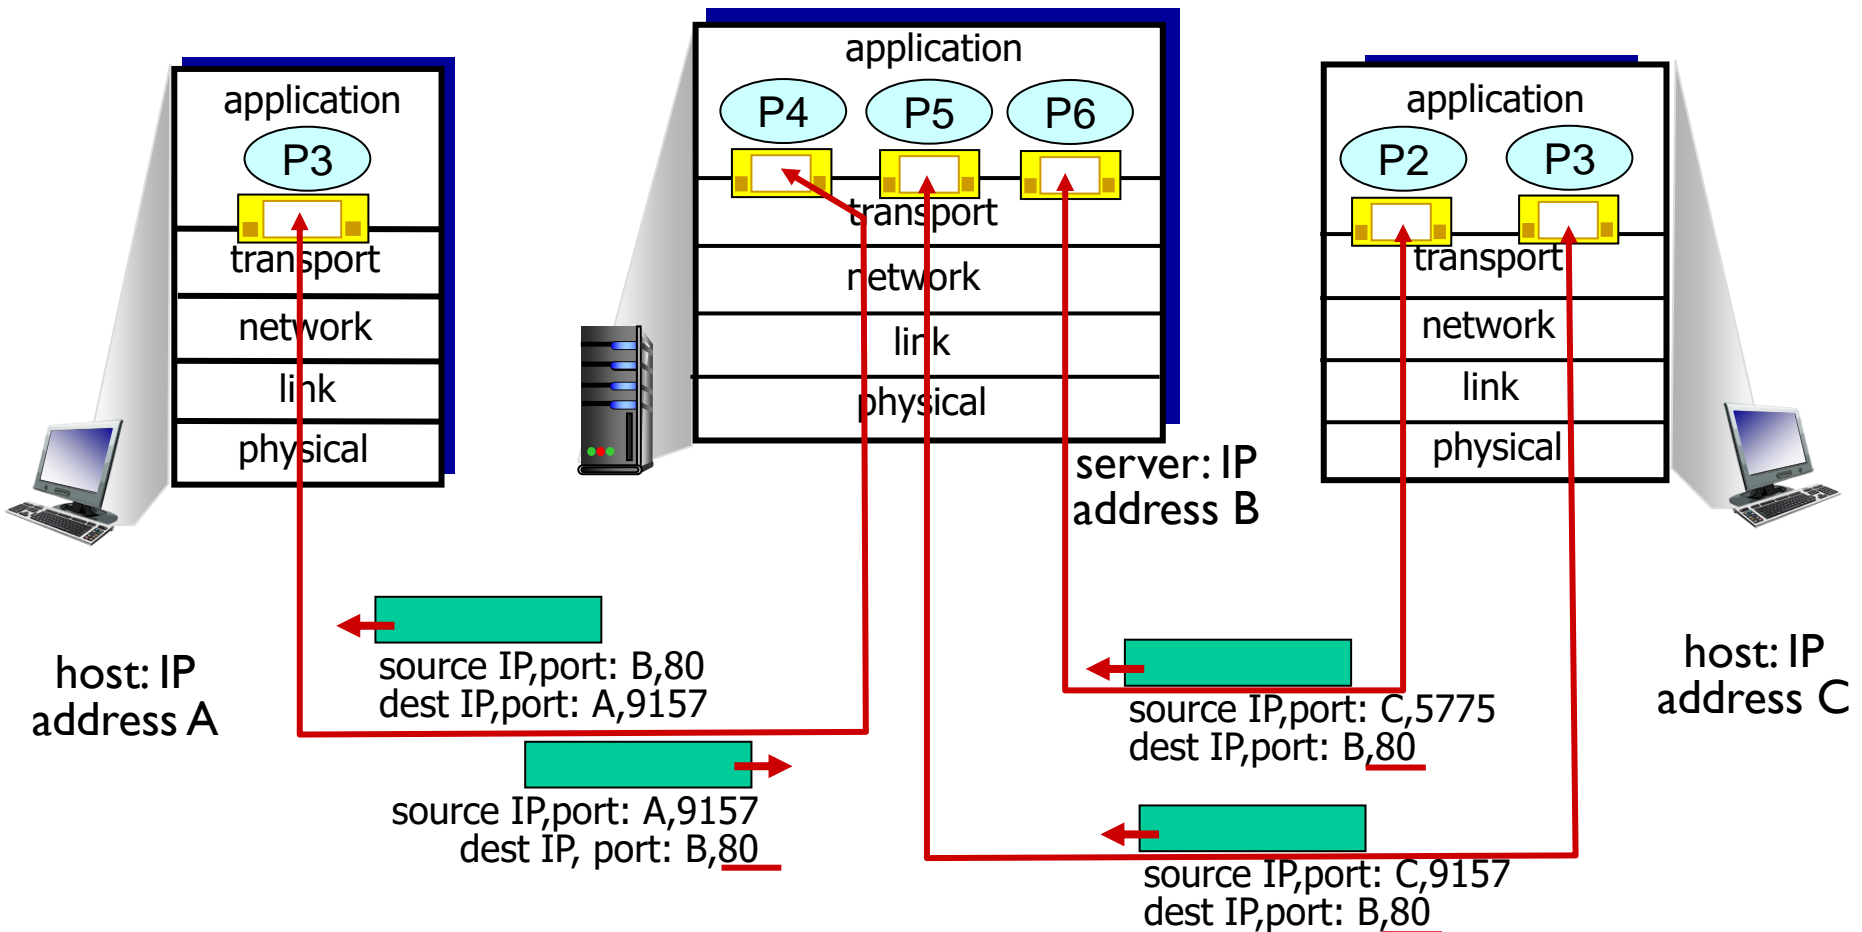 application
P3
transport
network
link
physical
host: IP
address A
application
P4
P5
P6
transport
network
link
physical
server: IP
address B
application
P2
P3
transport
network
link
physical
host: IP
address C
source IP,port: B,80
dest IP,port: A,9157
source IP,port: A,9157
dest IP, port: B,80
source IP,port: C,5775
dest IP,port: B,80
source IP,port: C,9157
dest IP,port: B,80